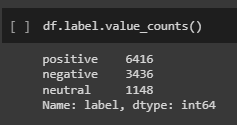 [ ] df.label.value_counts()
positive 6416
negative 3436
neutral 1148
Name: label, dtype: int64